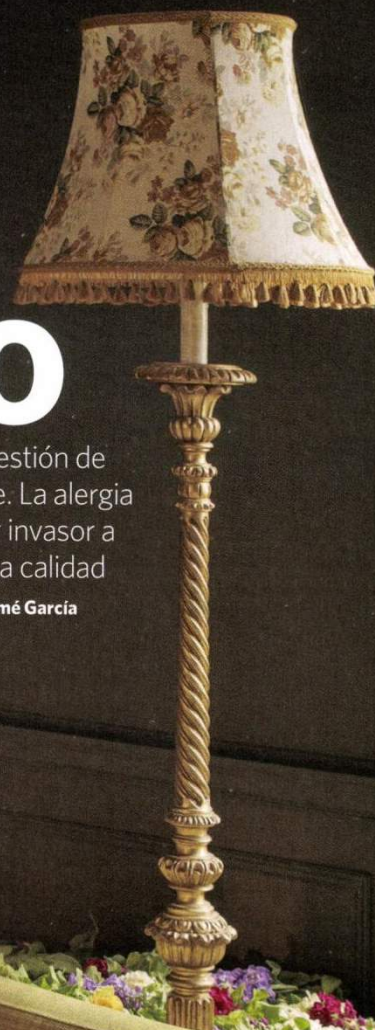 o
estión de
e. La alergia
invasor a
a calidad
mé García